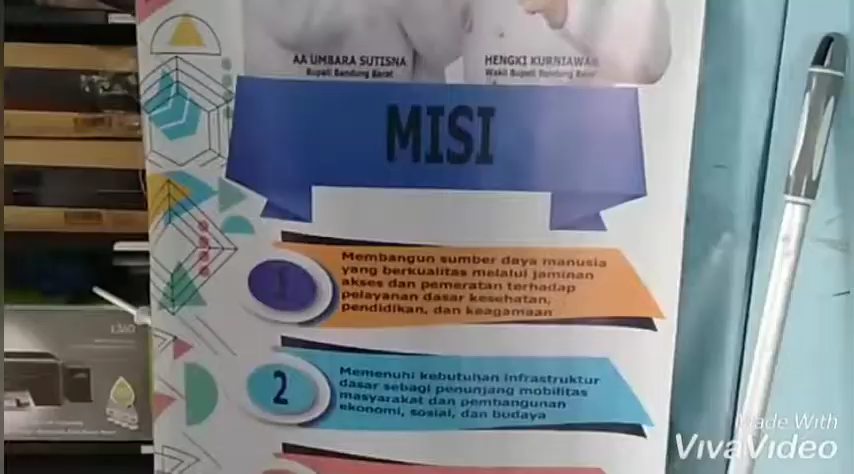 AA UMBARA SUTISNA
Bupati Bandung Barat
HENGKI KURNIAWAN
Wakil Bupati Bandung Barat
MISI
1
Membangun sumber daya manusia
yang berkualitas melalui jaminan
akses dan pemeratan terhadap
pelayanan dasar kesehatan,
pendidikan, dan keagamaan
2
Memenuhi kebutuhan infrastruktur
dasar sebagi penunjang mobilitas
masyarakat dan pembangunan
ekonomi, sosial, dan budaya
Made With
VivaVideo